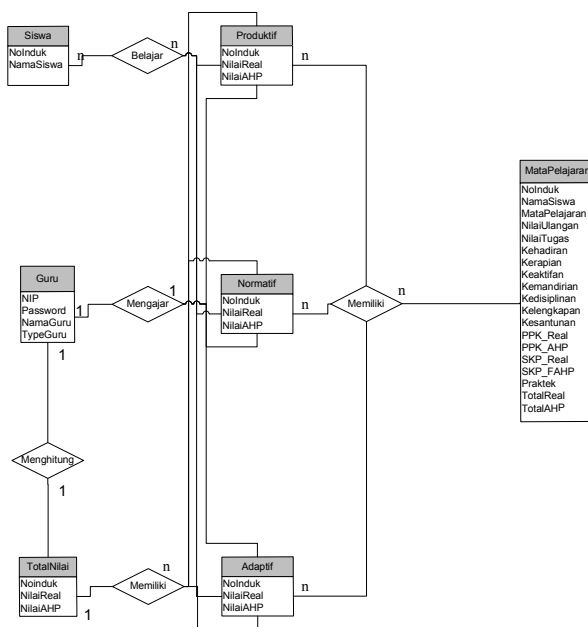 Siswa
NoInduk
NamaSiswa
n
Belajar
n
Produktif
NoInduk
NilaiReal
NilaiAHP
n
MataPelajaran
NoInduk
NamaSiswa
MataPelajaran
NilaiUlangan
NilaiTugas
Kehadiran
Kerapian
Keaktifan
Kemandirian
Kedisiplinan
Kelengkapan
Kesantunan
PPK_Real
PPK_AHP
SKP_Real
SKP_FAHP
Praktek
TotalReal
TotalAHP
Guru
NIP
Password
NamaGuru
TypeGuru
1
Mengajar
1
Normatif
NoInduk
NilaiReal
NilaiAHP
n
Memiliki
n
1
Menghitung
1
TotalNilai
Noinduk
NilaiReal
NilaiAHP
1
Memiliki
n
Adaptif
NoInduk
NilaiReal
NilaiAHP
n